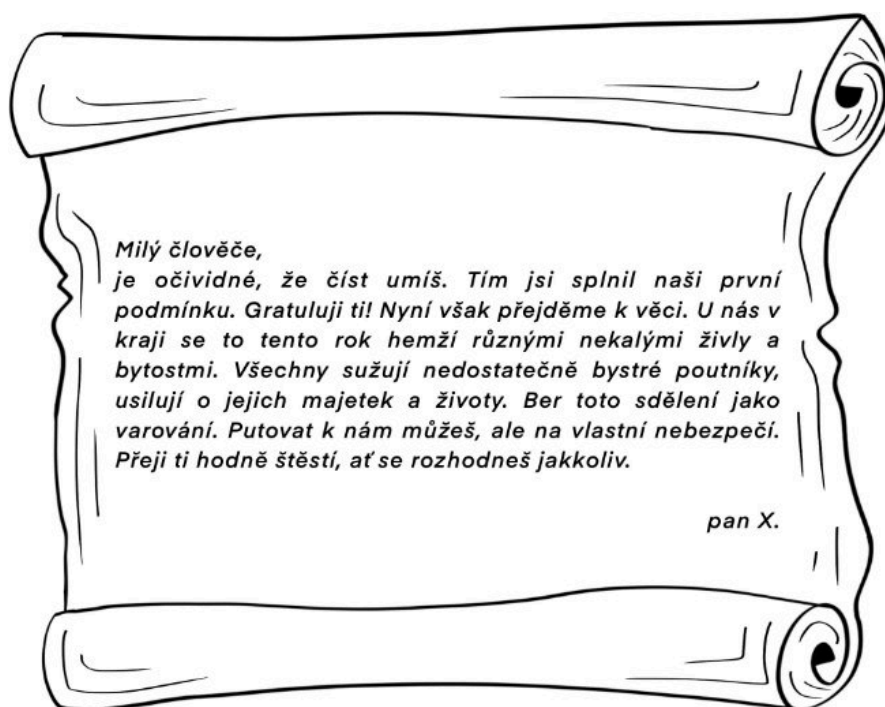 Milý člověče,
je očividné, že číst umíš. Tím jsi splnil naši první
podmínku. Gratuluji ti! Nyní však přejděme k věci. U nás v
kraji se to tento rok hemží různými nekalými živly a
bytostmi. Všechny sužují nedostatečně bystré poutníky,
usilují o jejich majetek a životy. Ber toto sdělení jako
varování. Putovat k nám můžeš, ale na vlastní nebezpečí.
Přeji ti hodně štěstí, ať se rozhodneš jakkoliv.
pan X.